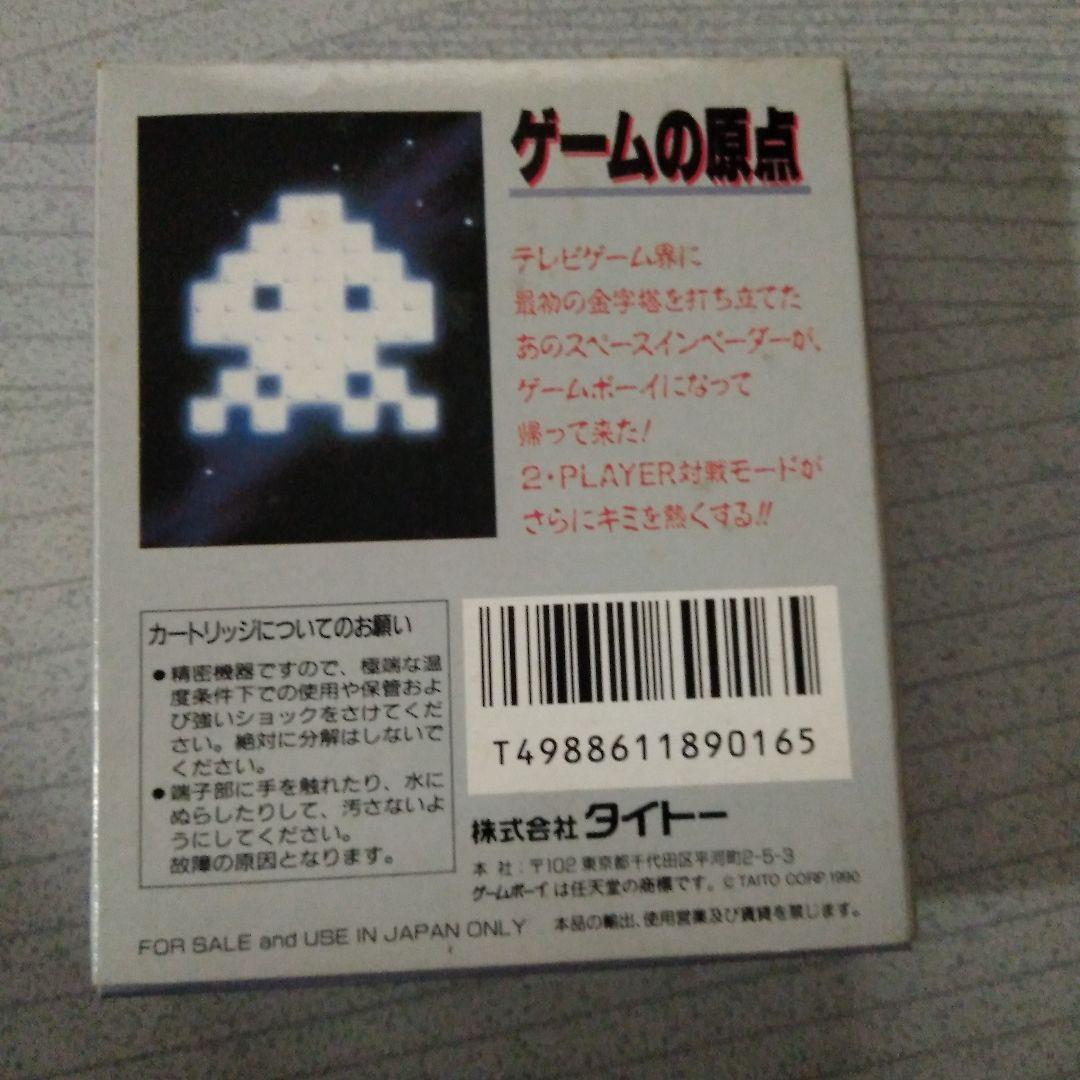 ゲームの原点
テレビゲーム界に
最初の金字塔を打ち立てた
あのスペースインベーダーが、
ゲームボーイになって
帰って来た!
2・PLAYER対戦モードが
さらにキミを熱くする!!
カートリッジについてのお願い
●精密機器ですので、極端な温
度条件下での使用や保管およ
び強いショックをさけてくだ
さい。絶対に分解はしないで
ください。
●端子部に手を触れたり、水に
ぬらしたりして、汚さないよ
うにしてください。
故障の原因となります。
T4988611890165
株式会社タイトー
本 社：〒102 東京都千代田区平河町2-5-3
ゲームボーイは任天堂の商標です。© TAITO CORP. 1990
FOR SALE and USE IN JAPAN ONLY 本品の輸出、使用営業及び賃貸を禁じます。